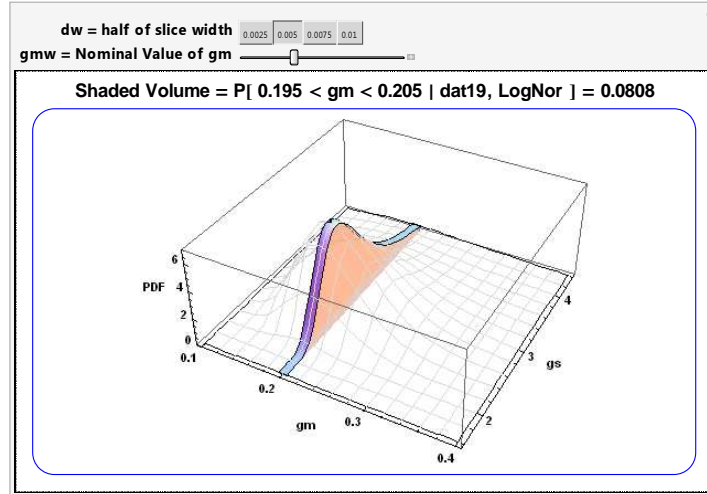 dw = half of slice width 0.0025 0.005 0.0075 0.01
gmw = Nominal Value of gm
Shaded Volume = P[ 0.195 < gm < 0.205 | dat19, LogNor ] = 0.0808
6
PDF 4
2
0
0.1
0.2
gm
0.3
0.4
2
3
gs
4